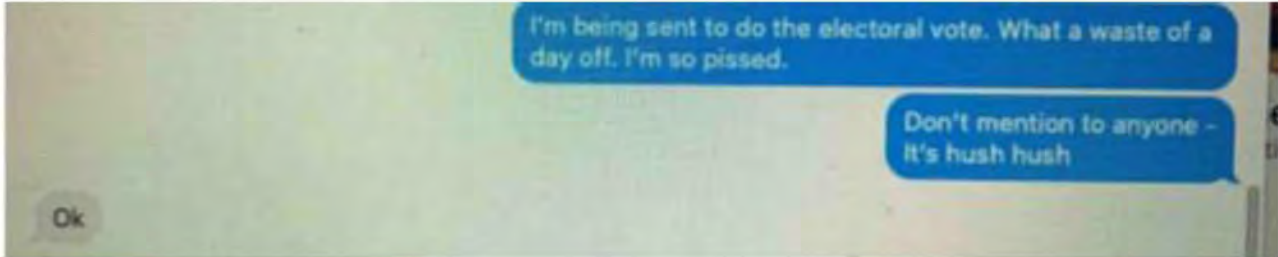 I'm being sent to do the electoral vote. What a waste of a
day off. I'm so pissed.
Don't mention to anyone -
It's hush hush
Ok